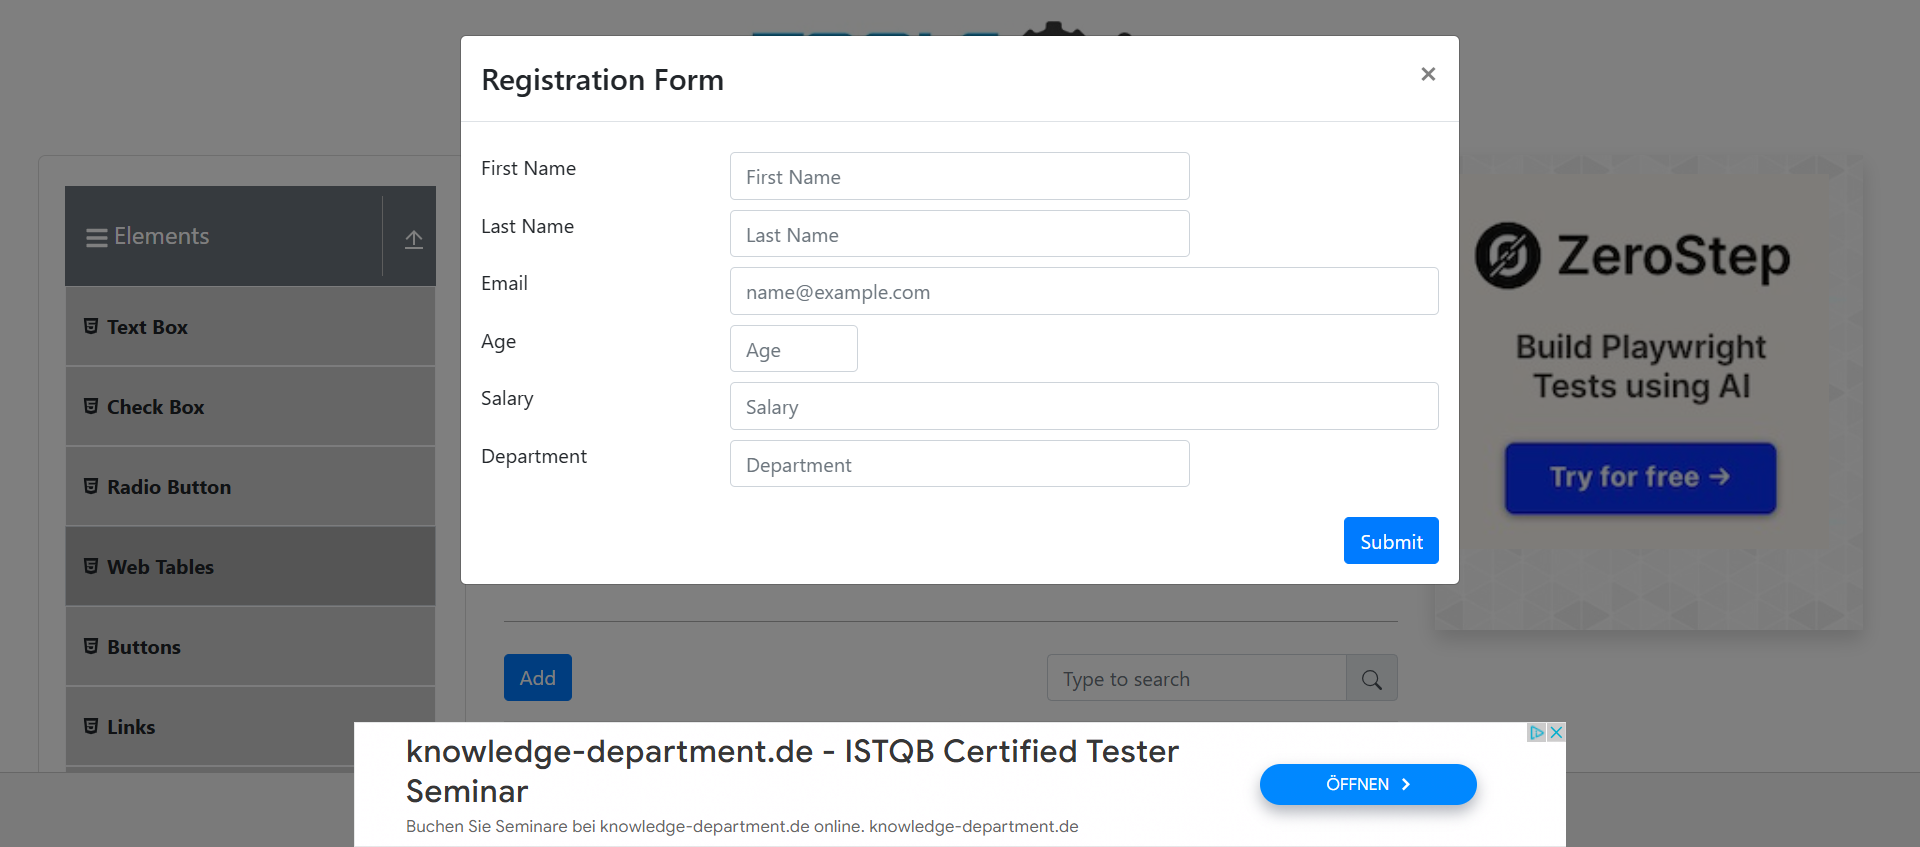 Registration Form
×
First Name
First Name
Last Name
Last Name
Email
name@example.com
Age
Age
Salary
Salary
Department
Department
Submit
Elements
Text Box
Check Box
Radio Button
Web Tables
Buttons
Links
ZeroStep
Build Playwright
Tests using AI
Try for free →
Add
Type to search
knowledge-department.de - ISTQB Certified Tester
Seminar
Buchen Sie Seminare bei knowledge-department.de online. knowledge-department.de
ÖFFNEN